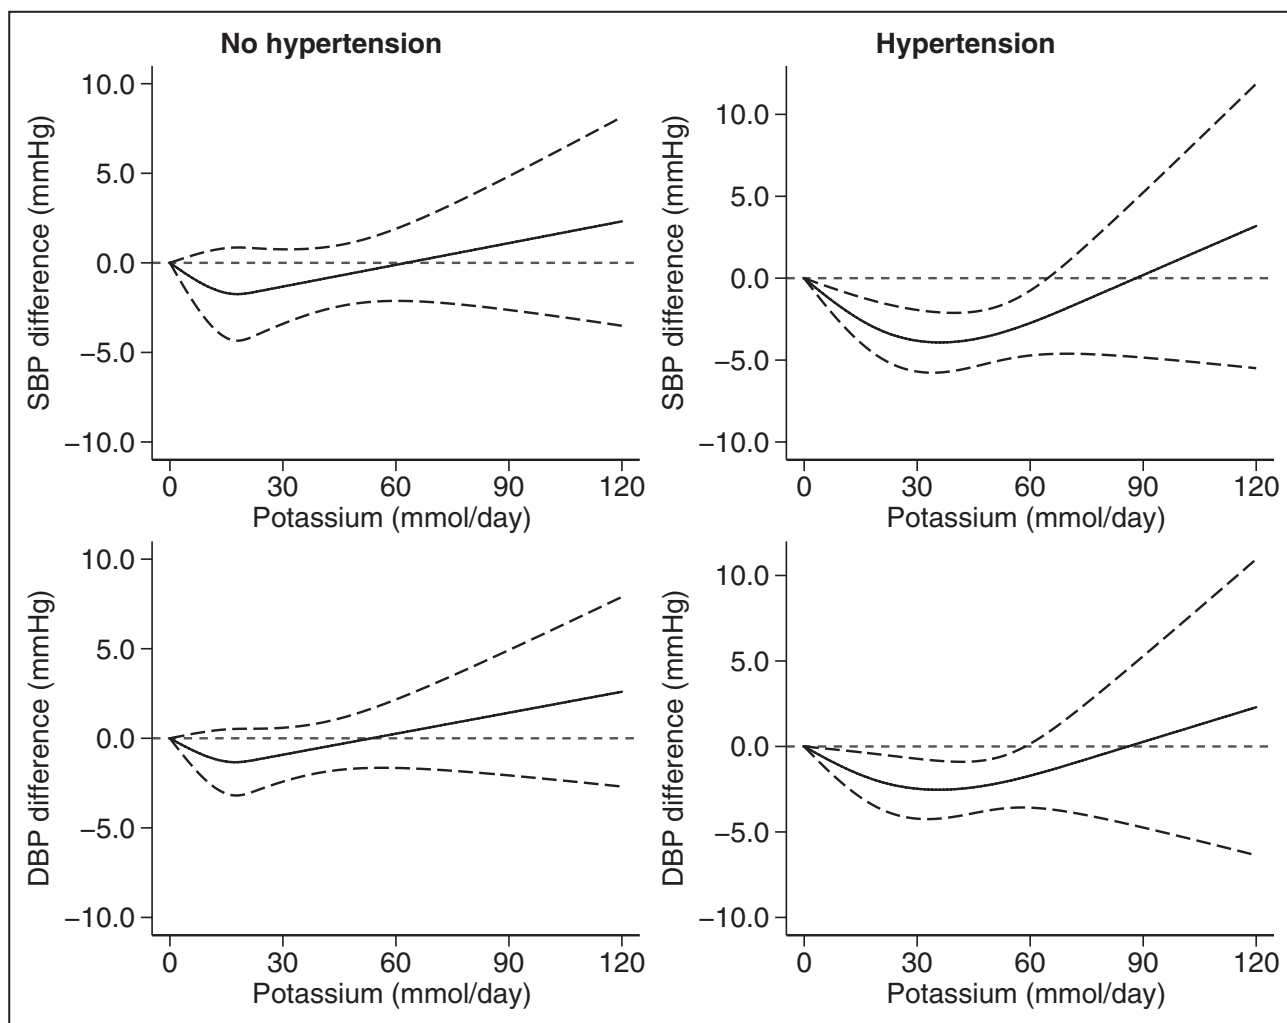 No hypertension
Hypertension
SBP difference (mmHg)
10.0
5.0
0.0
−5.0
−10.0
0 30 60 90 120
Potassium (mmol/day)
SBP difference (mmHg)
10.0
5.0
0.0
−5.0
−10.0
0 30 60 90 120
Potassium (mmol/day)
DBP difference (mmHg)
10.0
5.0
0.0
−5.0
−10.0
0 30 60 90 120
Potassium (mmol/day)
DBP difference (mmHg)
10.0
5.0
0.0
−5.0
−10.0
0 30 60 90 120
Potassium (mmol/day)